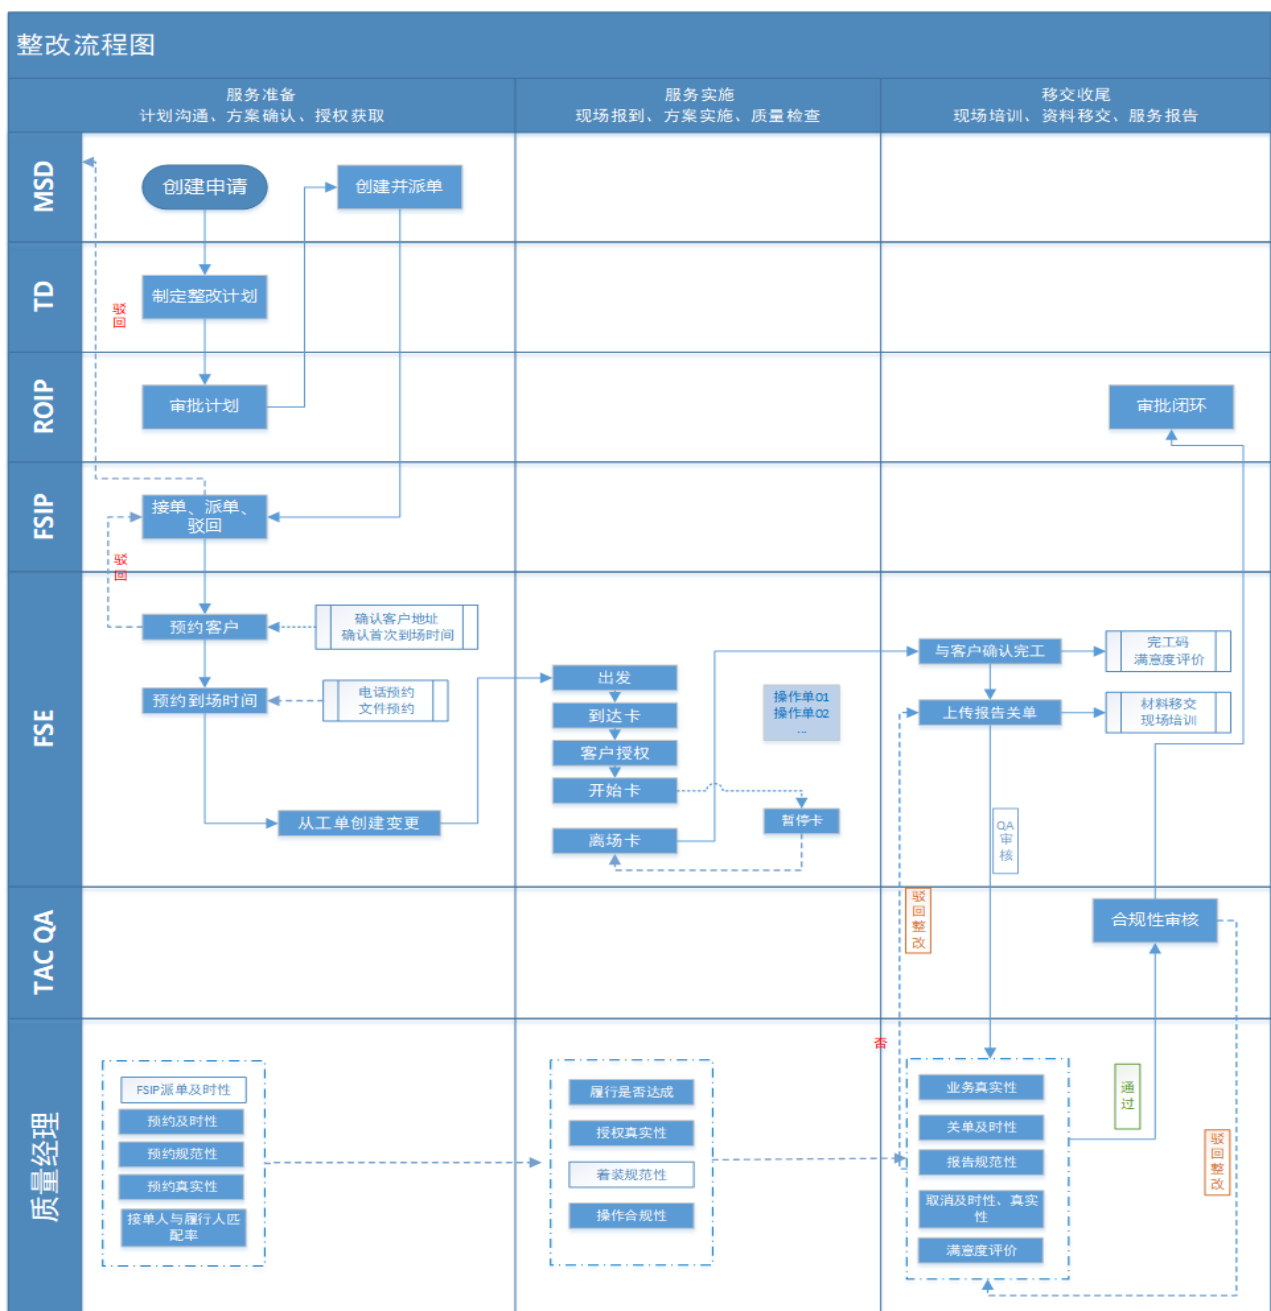 整改流程图
服务准备
计划沟通、方案确认、授权获取
服务实施
现场报到、方案实施、质量检查
移交收尾
现场培训、资料移交、服务报告
MSD
创建申请
创建并派单
TD
制定整改计划
驳
回
ROIP
审批计划
审批闭环
FSIP
接单、派单、
驳回
驳
回
FSE
预约客户
确认客户地址
确认首次到场时间
预约到场时间
电话预约
文件预约
从工单创建变更
出发
到达卡
客户授权
开始卡
离场卡
操作单01
操作单02
...
暂停卡
与客户确认完工
完工码
满意度评价
上传报告关单
材料移交
现场培训
QA
审
核
TAC QA
驳
回
整
改
合规性审核
质量经理
FSIP派单及时性
预约及时性
预约规范性
预约真实性
接单人与履行人匹
配率
履行是否达成
授权真实性
着装规范性
操作合规性
否
业务真实性
关单及时性
报告规范性
取消及时性、真实
性
满意度评价
通
过
驳
回
整
改